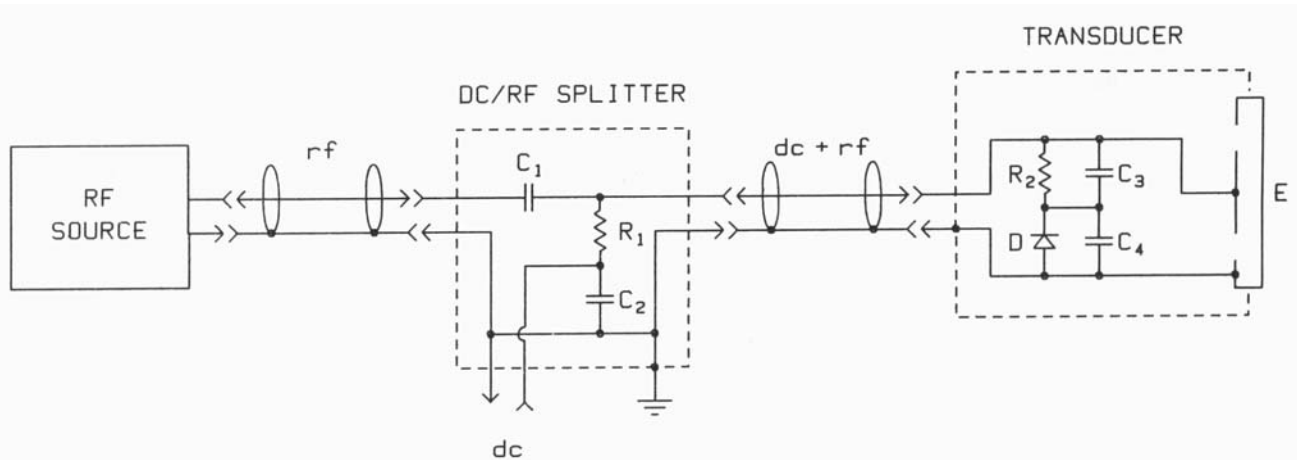 TRANSDUCER
DC/RF SPLITTER
RF
SOURCE
rf
C1
R1
C2
dc
dc + rf
R2
C3
D
C4
E